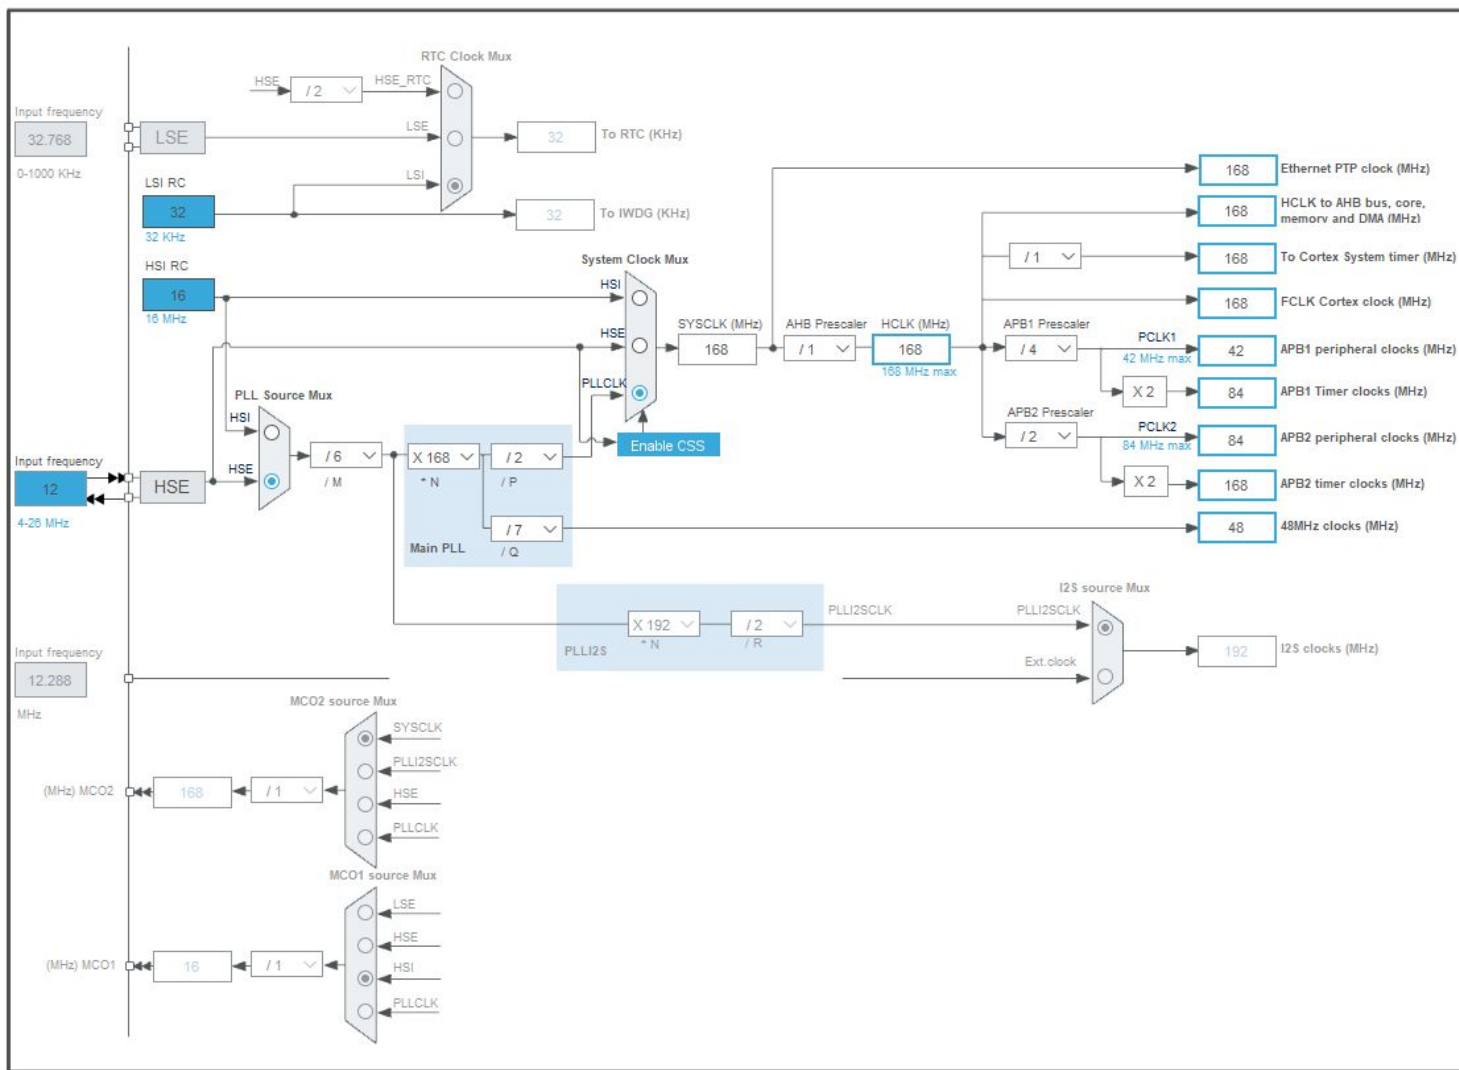 RTC Clock Mux
HSE
/ 2
HSE_RTC
Input frequency
32.768
0-1000 KHz
LSE
LSE
32
To RTC (KHz)
LSI RC
32
32 KHz
LSI
32
To IWDG (KHz)
HSI RC
16
16 MHz
System Clock Mux
HSI
HSE
PLLCLK
SYSCLK (MHz)
168
AHB Prescaler
/ 1
HCLK (MHz)
168
168 MHz max
168
Ethernet PTP clock (MHz)
168
HCLK to AHB bus, core,
memory and DMA (MHz)
/ 1
168
To Cortex System timer (MHz)
168
FCLK Cortex clock (MHz)
APB1 Prescaler
/ 4
PCLK1
42 MHz max
42
APB1 peripheral clocks (MHz)
X 2
84
APB1 Timer clocks (MHz)
APB2 Prescaler
/ 2
PCLK2
84 MHz max
84
APB2 peripheral clocks (MHz)
X 2
168
APB2 timer clocks (MHz)
48
48MHz clocks (MHz)
PLL Source Mux
HSI
HSE
Input frequency
12
4-26 MHz
HSE
/ 6
/ M
X 168
* N
/ 2
/ P
/ 7
/ Q
Main PLL
Enable CSS
X 192
* N
/ 2
/ R
PLLI2S
PLLI2SCLK
I2S source Mux
PLLI2SCLK
Ext.clock
192
I2S clocks (MHz)
Input frequency
12.288
MHz
MCO2 source Mux
SYSCLK
PLLI2SCLK
HSE
PLLCLK
(MHz) MCO2
168
/ 1
MCO1 source Mux
LSE
HSE
HSI
PLLCLK
(MHz) MCO1
16
/ 1